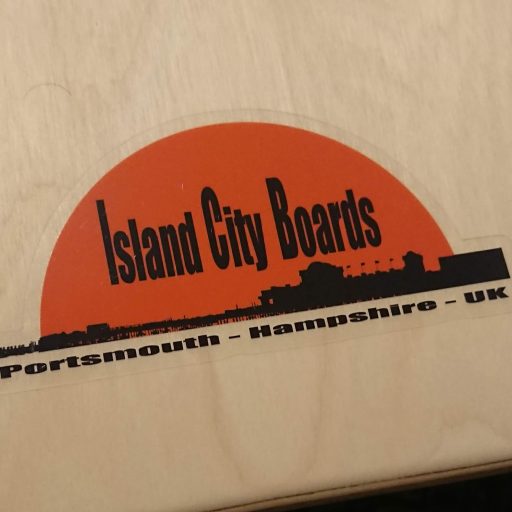 Island City Boards
Portsmouth - Hampshire - UK